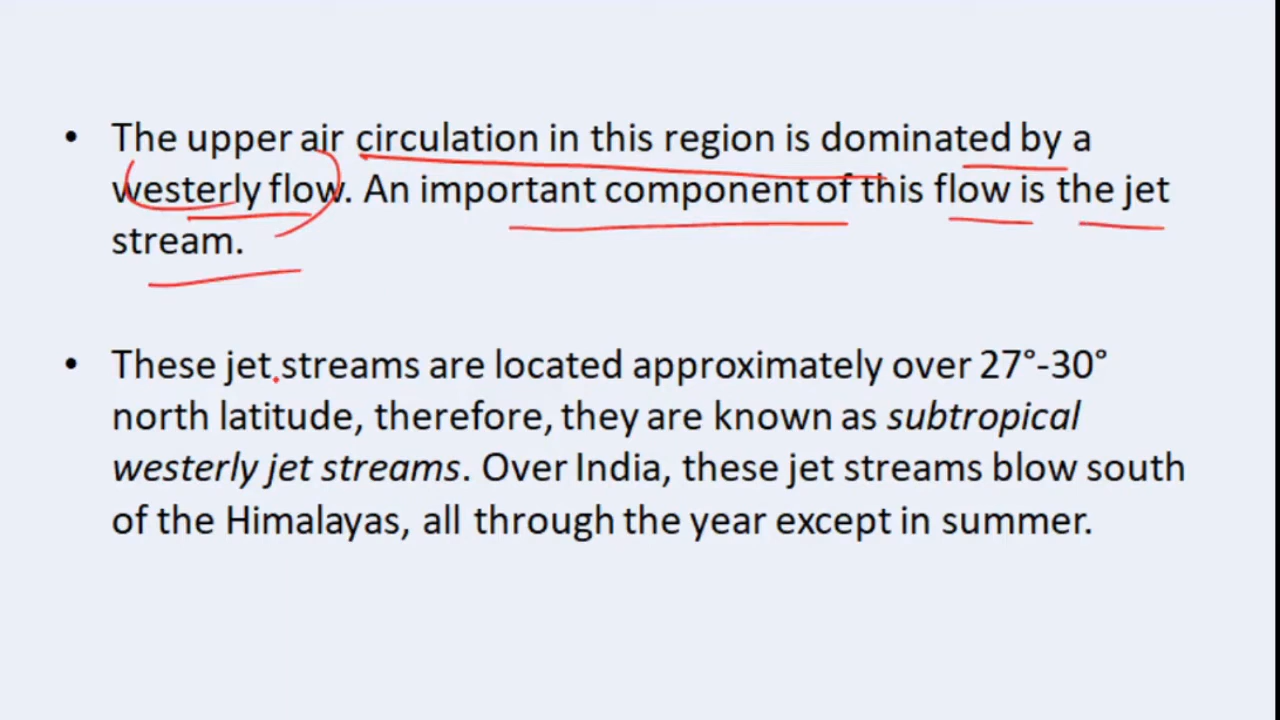 • The upper air circulation in this region is dominated by a
westerly flow. An important component of this flow is the jet
stream.
• These jet streams are located approximately over 27°-30°
north latitude, therefore, they are known as subtropical
westerly jet streams. Over India, these jet streams blow south
of the Himalayas, all through the year except in summer.